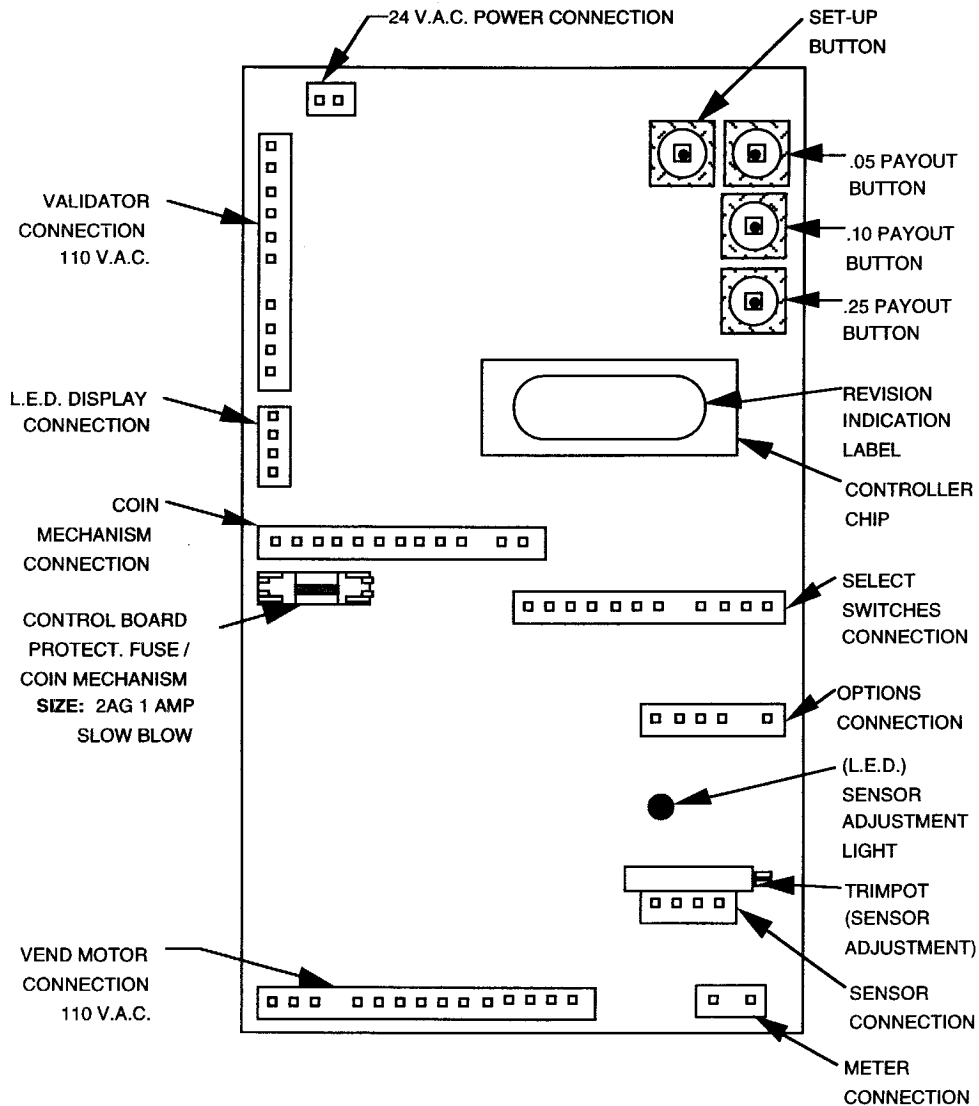 24 V.A.C. POWER CONNECTION
SET-UP
BUTTON
.05 PAYOUT
BUTTON
.10 PAYOUT
BUTTON
.25 PAYOUT
BUTTON
VALIDATOR
CONNECTION
110 V.A.C.
L.E.D. DISPLAY
CONNECTION
REVISION
INDICATION
LABEL
CONTROLLER
CHIP
COIN
MECHANISM
CONNECTION
CONTROL BOARD
PROTECT. FUSE /
COIN MECHANISM
SIZE: 2AG 1 AMP
SLOW BLOW
SELECT
SWITCHES
CONNECTION
OPTIONS
CONNECTION
(L.E.D.)
SENSOR
ADJUSTMENT
LIGHT
TRIMPOT
(SENSOR
ADJUSTMENT)
VEND MOTOR
CONNECTION
110 V.A.C.
SENSOR
CONNECTION
METER
CONNECTION